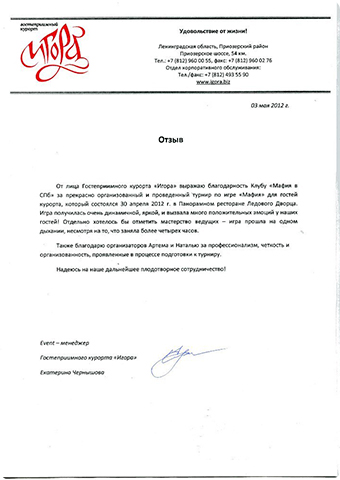 гостеприимный
курорт
игора
Удовольствие от жизни!
Ленинградская область, Приозерский район
Приозерское шоссе, 54 км.
Тел.: +7 (812) 960 00 55, факс: +7 (812) 960 02 76
Отдел корпоративного обслуживания:
Тел./факс: +7 (812) 493 55 90
www.igora.biz
03 мая 2012 г.
Отзыв
От лица Гостеприимного курорта «Игора» выражаю благодарность Клубу «Мафия в
СПб» за прекрасно организованный и проведенный турнир по игре «Мафия» для гостей
курорта, который состоялся 30 апреля 2012 г. в Панорамном ресторане Ледового Дворца.
Игра получилась очень динамичной, яркой, и вызвала много положительных эмоций у наших
гостей! Отдельно хотелось бы отметить мастерство ведущих – игра прошла на одном
дыхании, несмотря на то, что заняла более четырех часов.
Также благодарю организаторов Артема и Наталью за профессионализм, четкость и
организованность, проявленные в процессе подготовки к турниру.
Надеюсь на наше дальнейшее плодотворное сотрудничество!
Event – менеджер
Гостеприимного курорта «Игора»
Екатерина Чернышова